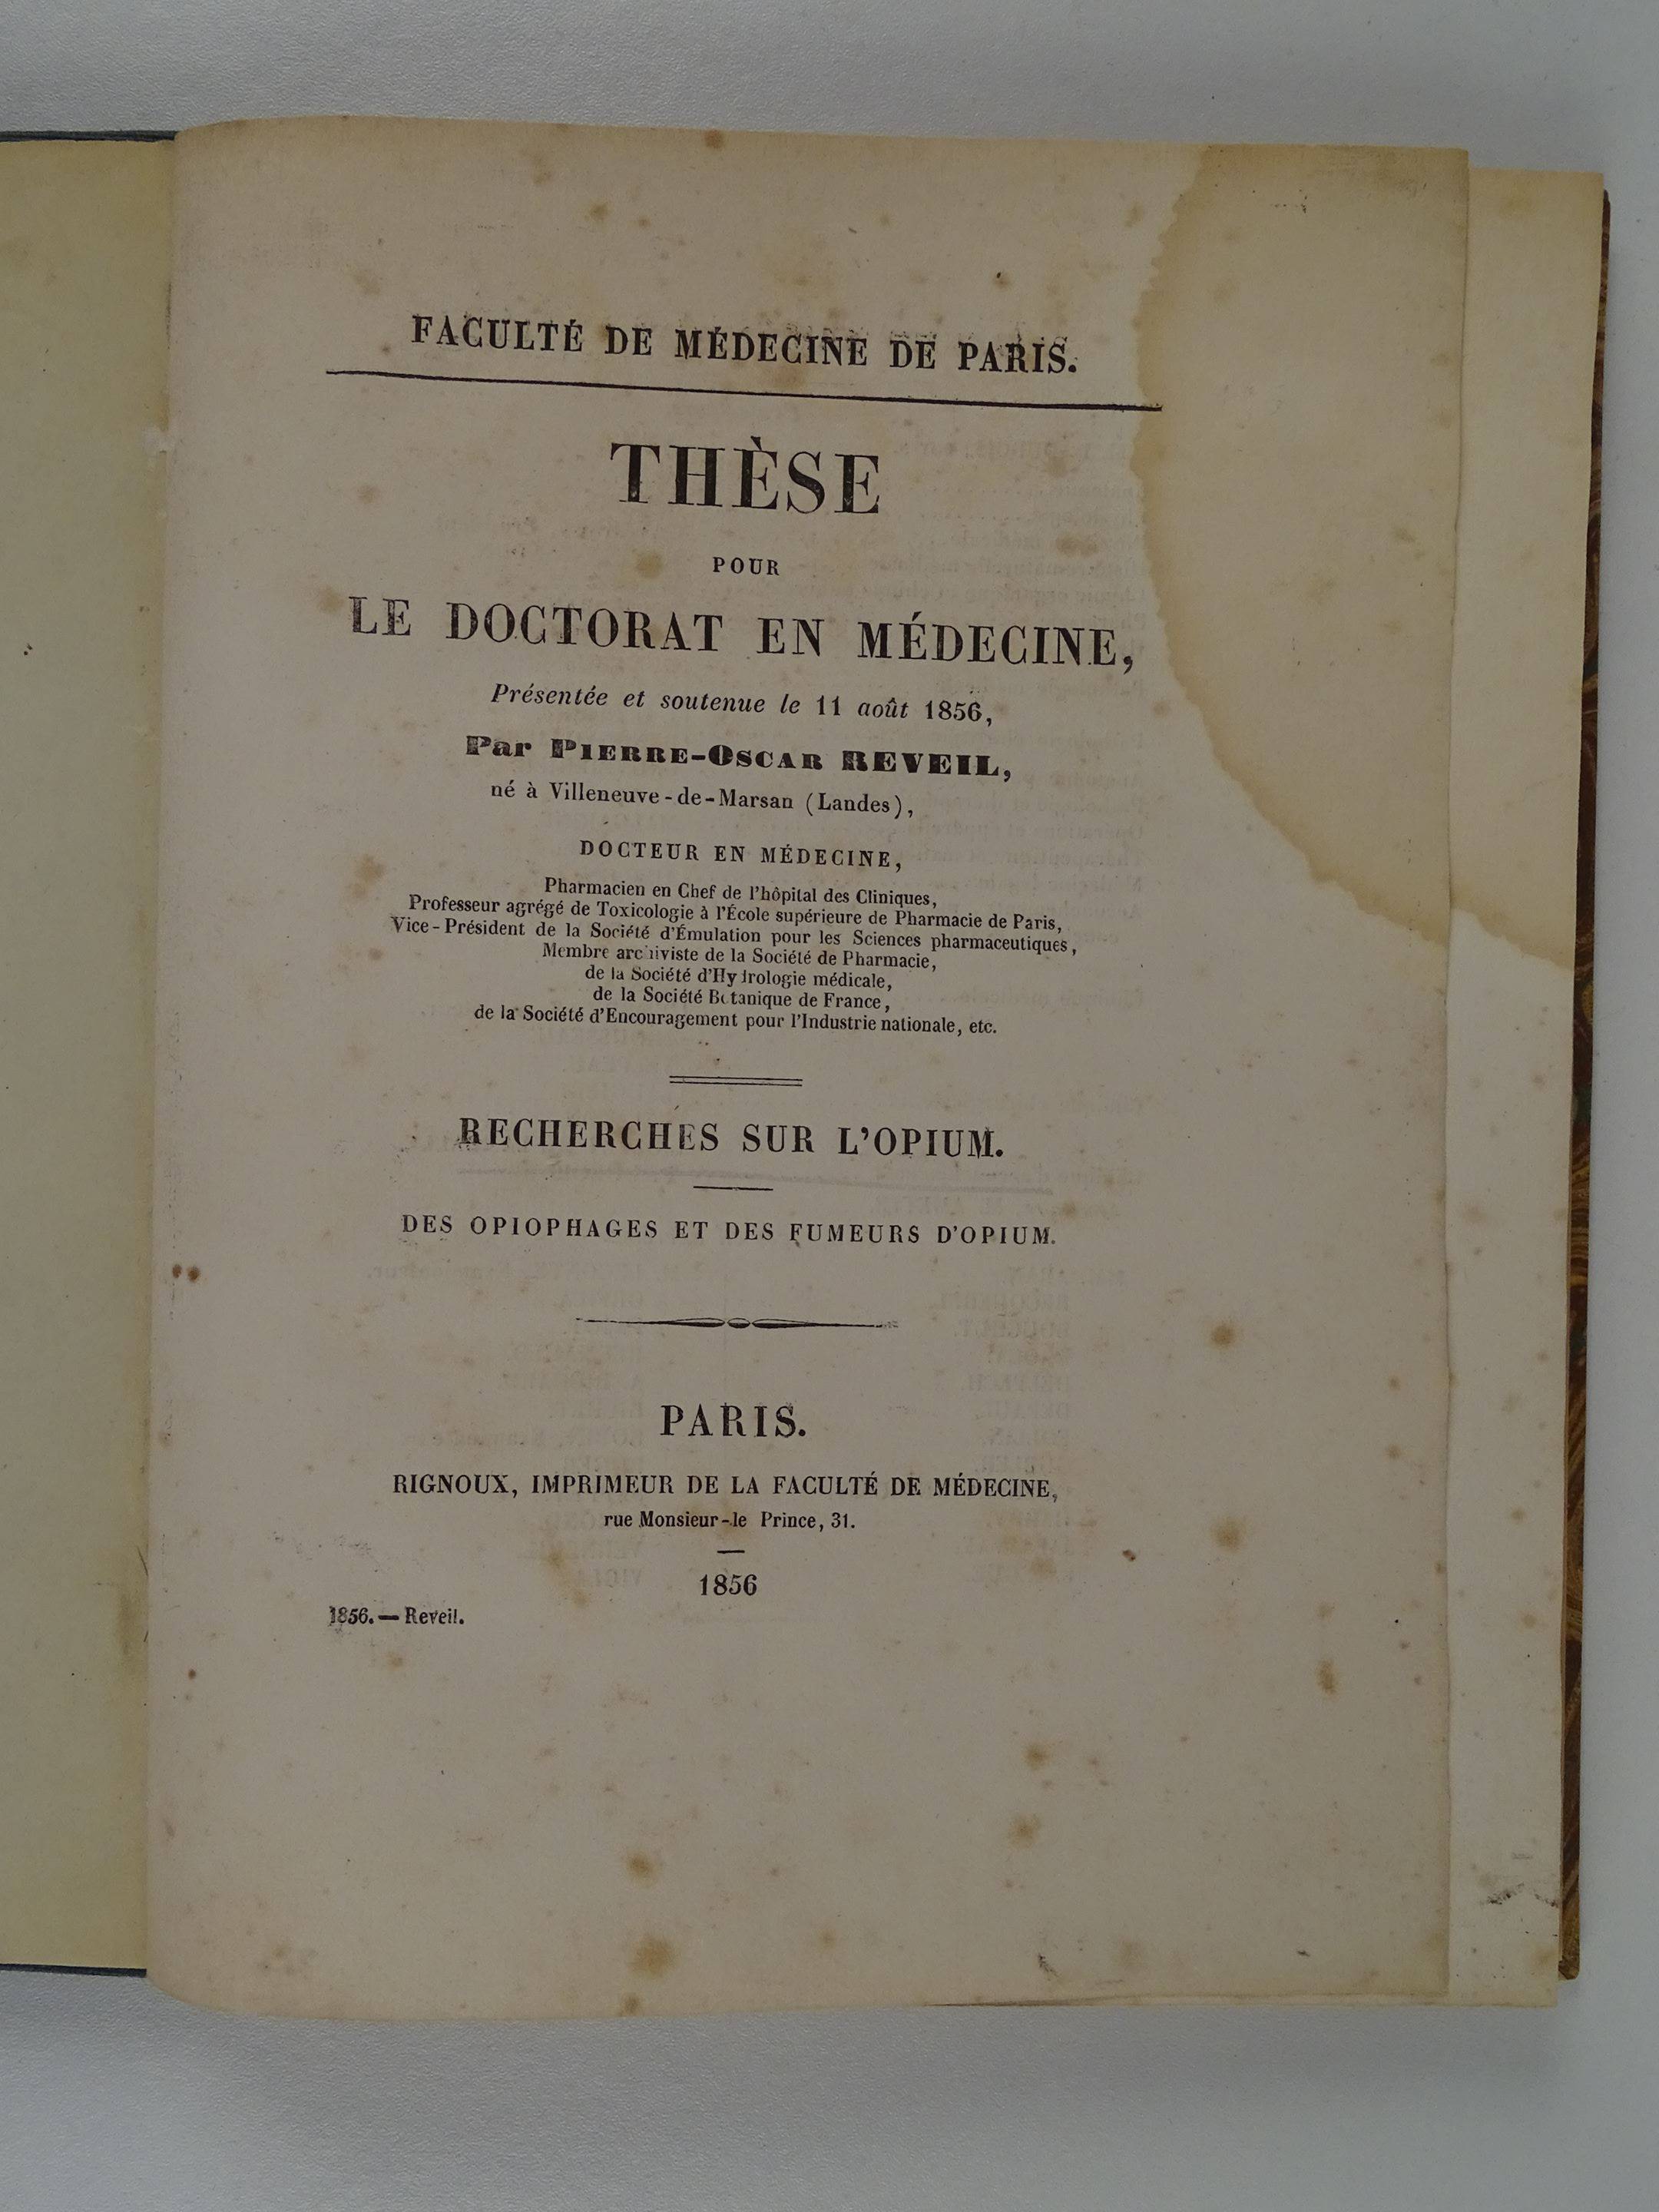 FACULTÉ DE MÉDECINE DE PARIS.
THÈSE
POUR
LE DOCTORAT EN MÉDECINE,
Présentée et soutenue le 11 août 1856,
Par PIERRE-OSCAR REVEIL,
né à Villeneuve-de-Marsan (Landes),
DOCTEUR EN MÉDECINE,
Pharmacien en Chef de l'hôpital des Cliniques,
Professeur agrégé de Toxicologie à l'École supérieure de Pharmacie de Paris,
Vice-Président de la Société d'Émulation pour les Sciences pharmaceutiques,
Membre archiviste de la Société de Pharmacie,
de la Société d'Hydrologie médicale,
de la Société Botanique de France,
de la Société d'Encouragement pour l'Industrie nationale, etc.
RECHERCHES SUR L'OPIUM.
DES OPIOPHAGES ET DES FUMEURS D'OPIUM.
PARIS.
RIGNOUX, IMPRIMEUR DE LA FACULTÉ DE MÉDECINE,
rue Monsieur-le Prince, 31.
1856
1856. — Reveil.